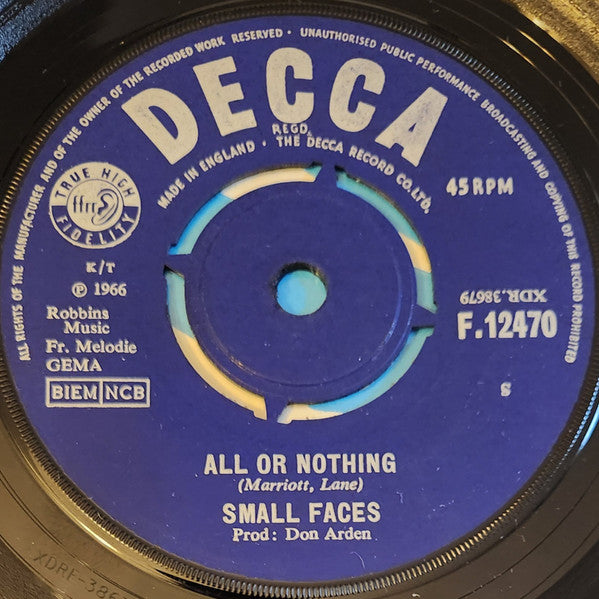 ALL RIGHTS OF THE MANUFACTURER AND OF THE OWNER OF THE RECORDED WORK RESERVED • UNAUTHORISED PUBLIC PERFORMANCE BROADCASTING AND COPYING OF THIS RECORD PROHIBITED
DECCA
REGD.
MADE IN ENGLAND • THE DECCA RECORD CO. LTD.
TRUE HIGH
ffrr
FIDELITY
45 RPM
K/T
℗ 1966
Robbins
Music
Fr. Melodie
GEMA
BIEM NCB
XDR.38679
F.12470
S
ALL OR NOTHING
(Marriott, Lane)
SMALL FACES
Prod: Don Arden